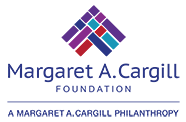 Margaret A. Cargill
FOUNDATION
A MARGARET A. CARGILL PHILANTHROPY